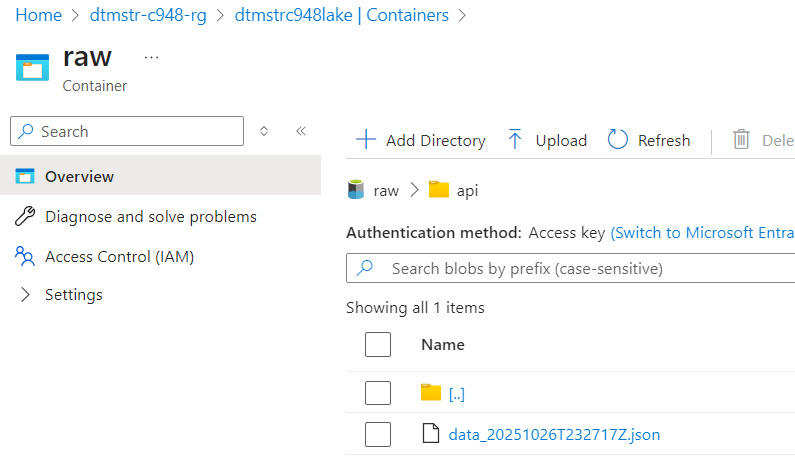 Home > dtmstr-c948-rg > dtmstrc948lake | Containers >
raw ...
Container
Search
Overview
Diagnose and solve problems
Access Control (IAM)
Settings
Add Directory Upload Refresh Dele
raw > api
Authentication method: Access key (Switch to Microsoft Entra
Search blobs by prefix (case-sensitive)
Showing all 1 items
Name
[..]
data_20251026T232717Z.json